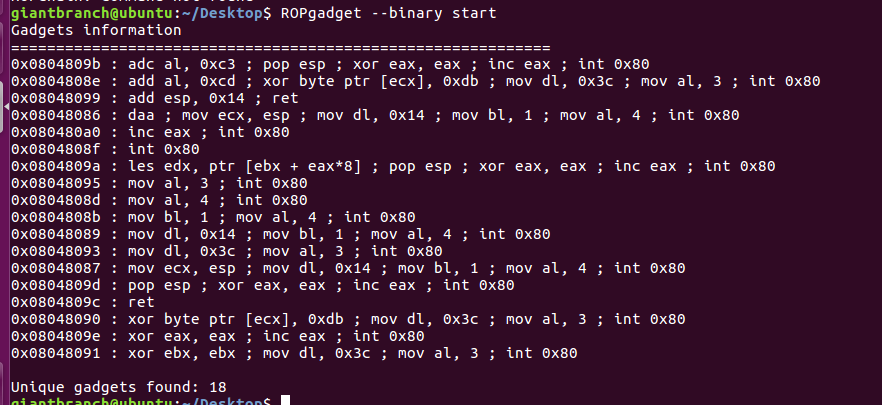 giantbranch@ubuntu:~/Desktop$ ROPgadget --binary start
Gadgets information
============================================================
0x0804809b : adc al, 0xc3 ; pop esp ; xor eax, eax ; inc eax ; int 0x80
0x0804808e : add al, 0xcd ; xor byte ptr [ecx], 0xdb ; mov dl, 0x3c ; mov al, 3 ; int 0x80
0x08048099 : add esp, 0x14 ; ret
0x08048086 : daa ; mov ecx, esp ; mov dl, 0x14 ; mov bl, 1 ; mov al, 4 ; int 0x80
0x080480a0 : inc eax ; int 0x80
0x0804808f : int 0x80
0x0804809a : les edx, ptr [ebx + eax*8] ; pop esp ; xor eax, eax ; inc eax ; int 0x80
0x08048095 : mov al, 3 ; int 0x80
0x0804808d : mov al, 4 ; int 0x80
0x0804808b : mov bl, 1 ; mov al, 4 ; int 0x80
0x08048089 : mov dl, 0x14 ; mov bl, 1 ; mov al, 4 ; int 0x80
0x08048093 : mov dl, 0x3c ; mov al, 3 ; int 0x80
0x08048087 : mov ecx, esp ; mov dl, 0x14 ; mov bl, 1 ; mov al, 4 ; int 0x80
0x0804809d : pop esp ; xor eax, eax ; inc eax ; int 0x80
0x0804809c : ret
0x08048090 : xor byte ptr [ecx], 0xdb ; mov dl, 0x3c ; mov al, 3 ; int 0x80
0x0804809e : xor eax, eax ; inc eax ; int 0x80
0x08048091 : xor ebx, ebx ; mov dl, 0x3c ; mov al, 3 ; int 0x80
Unique gadgets found: 18
giantbranch@ubuntu:~/Desktop$